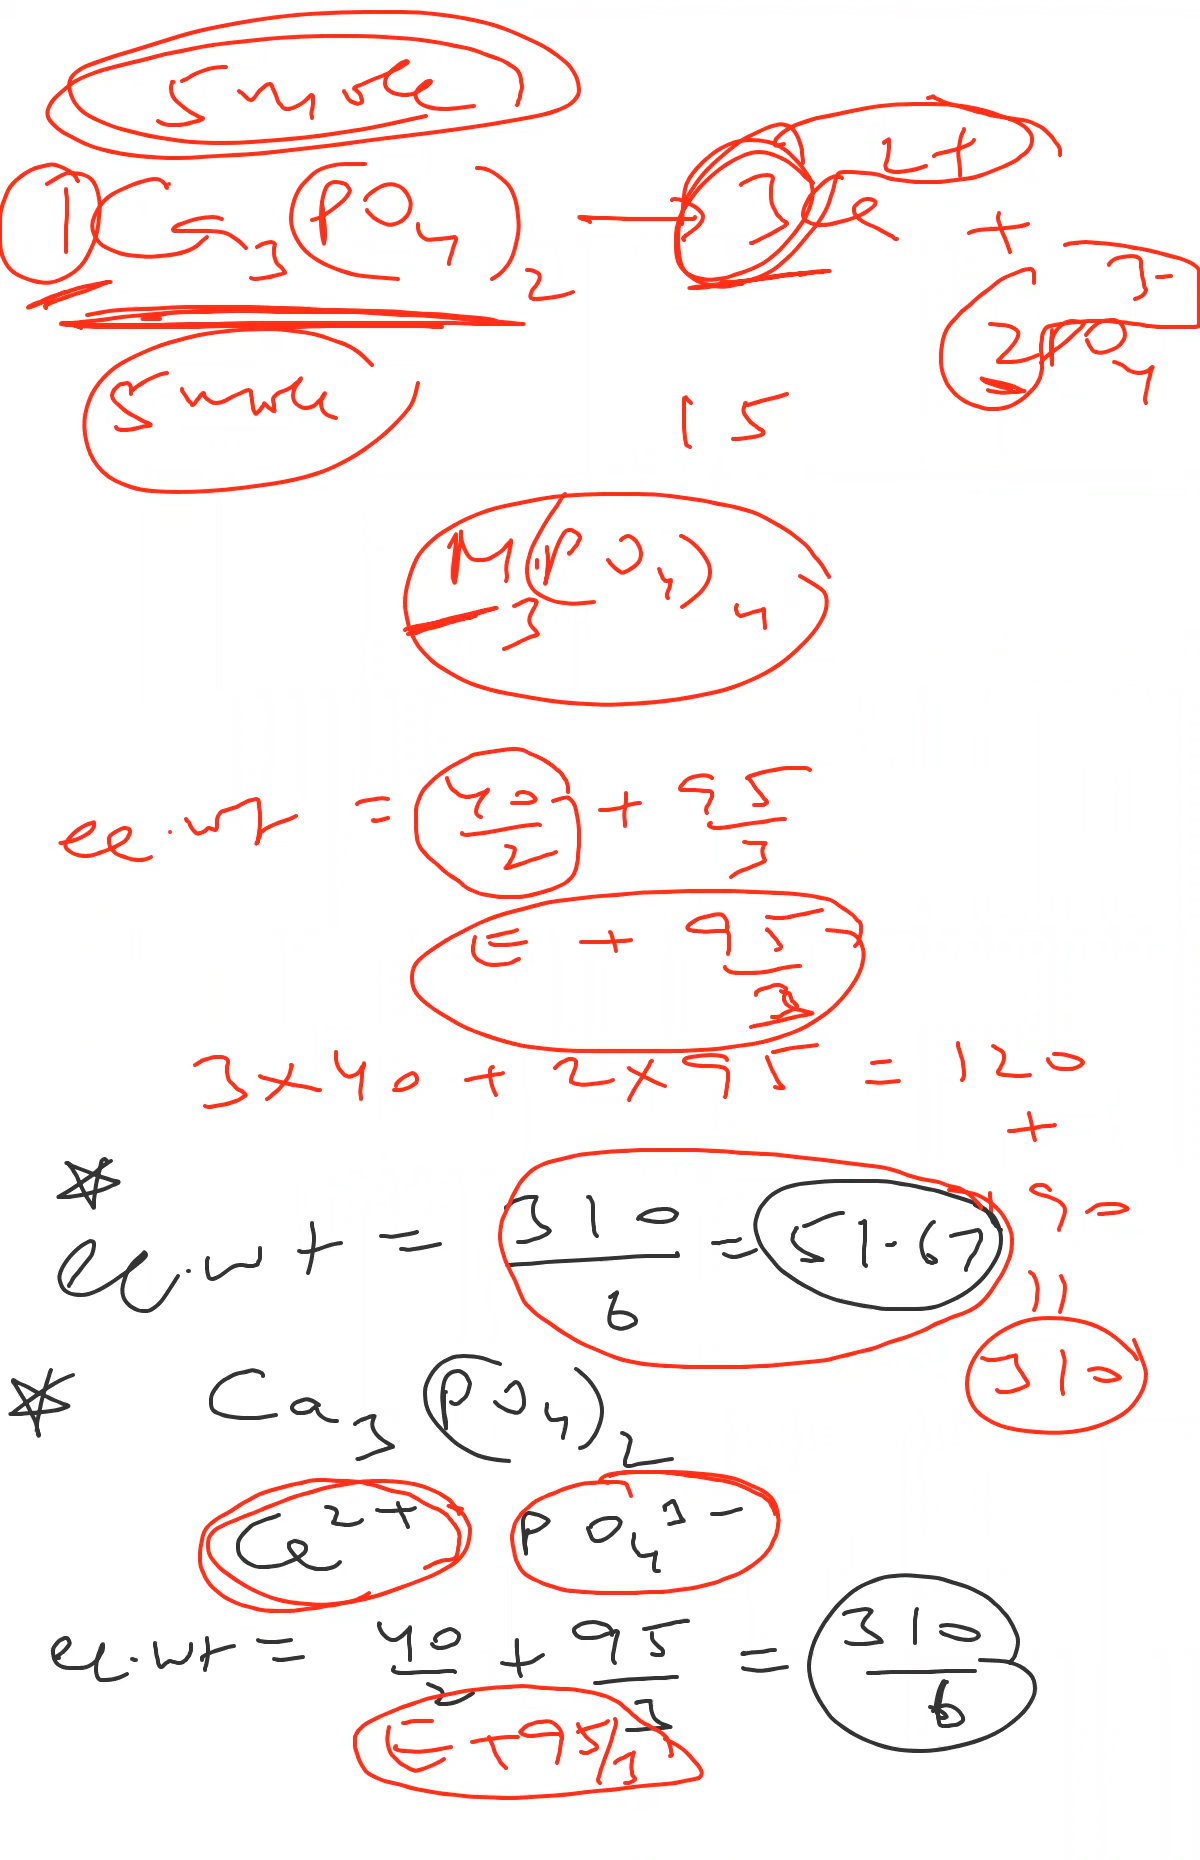 5 mole
1 Ca3(PO4)2 → 3 Ca2+ +
2PO4 3-
5 mole
15
M3(PO4)4
eq.wt = 40/2 + 95/3
E + 95/3
3×40 + 2×95 = 120
+
190
=
310
eq.wt = 310/6 = 51.67
Ca3(PO4)2
Ca2+ PO4 3-
eq.wt = 40/2 + 95/3 = 310/6
E + 95/3